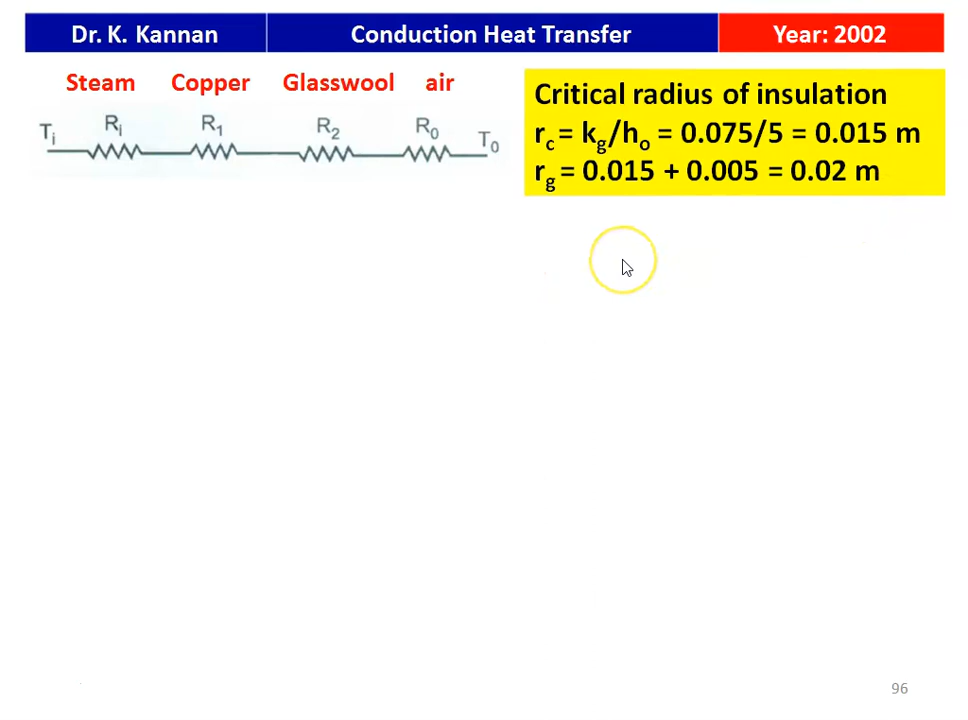 Dr. K. Kannan
Conduction Heat Transfer
Year: 2002
Steam Copper Glasswool air
Ti Ri R1 R2 R0 T0
Critical radius of insulation
rc = kg/ho = 0.075/5 = 0.015 m
rg = 0.015 + 0.005 = 0.02 m
96